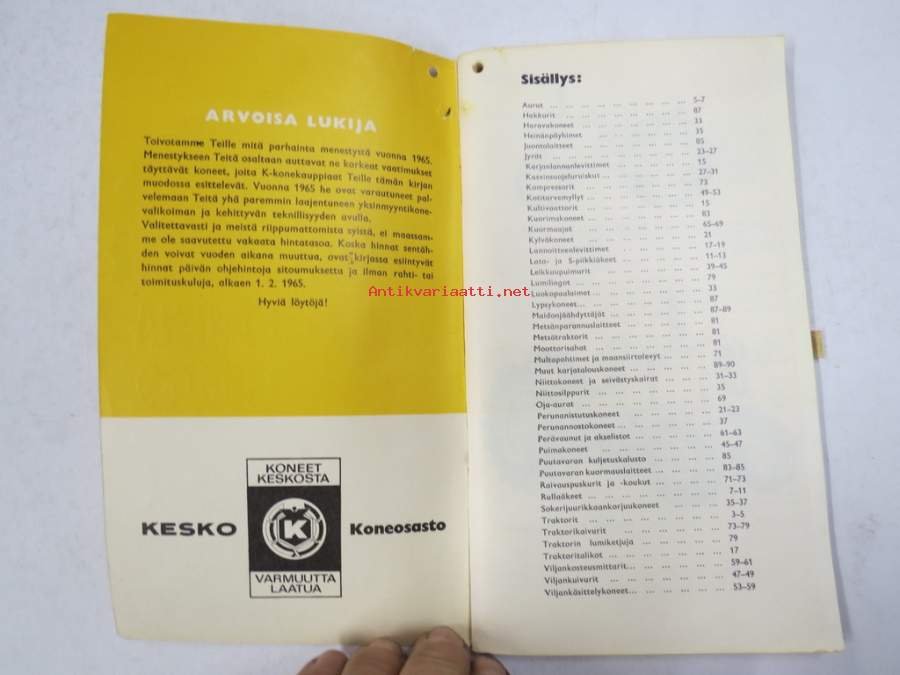 ARVOISA LUKIJA
Toivotamme Teille mitä parhainta menestystä vuonna 1965.
Menestykseen Teitä osaltaan auttavat ne korkeat vaatimukset
täyttävät koneet, joita K-konekauppiaat Teille tämän kirjan
muodossa esittelevät. Vuonna 1965 he ovat varautuneet pal-
velemaan Teitä yhä paremmin laajentuneen yksinmyyntikone-
valikoiman ja kehittyvän teknillisyyden avulla.
Valitettavasti ja meistä riippumattomista syistä, ei maassam-
me ole saavutettu vakaata hintatasoa. Koska hinnat sentäh-
den voivat vuoden aikana muuttua, ovat kirjassa esiintyvät
hinnat päivän ohjehintoja sitoumuksetta ja ilman rahti- tai
toimituskuluja, alkaen 1. 2. 1965.
Hyviä löytöjä!
KONEET
KESKOSTA
KESKO
K
Koneosasto
VARMUUTTA
LAATUA
Antikvariaatti.net
Sisällys:
Aurat ... ... ... ... ... ... ... 5–7
Hakkurit ... ... ... ... ... ... 87
Haravakoneet ... ... ... ... ... 33
Heinänpöyhimet ... ... ... ... 35
Juontolaitteet ... ... ... ... ... 85
Jyrät ... ... ... ... ... ... ... 23–27
Karjanlannanlevittimet ... ... ... 15
Kasvinsuojeluruiskut ... ... ... ... 27–31
Kompressorit ... ... ... ... ... 73
Kotitarvemyllyt ... ... ... ... ... 49–53
Kultivaattorit ... ... ... ... ... 15
Kuorimakoneet ... ... ... ... ... 83
Kuormaajat ... ... ... ... ... 65–69
Kylväkoneet ... ... ... ... ... 21
Lannoitteenlevittimet ... ... ... 17–19
Lata- ja S-piikkiäkeet ... ... ... 11–13
Leikkuupuimurit ... ... ... ... 39–45
Lumilingot ... ... ... ... ... ... 79
Luokopaalaimet ... ... ... ... ... 33
Lypsykoneet ... ... ... ... ... ... 87
Maidonjäähdyttäjät ... ... ... ... 87–89
Metsänparannuslaitteet ... ... ... 81
Metsätraktorit ... ... ... ... ... 81
Moottorisahat ... ... ... ... ... 81
Multapohtimet ja maansiirtolevyt ... ... 71
Muut karjatalouskoneet ... ... ... 89–90
Niittokoneet ja seivästyskairat ... ... 31–33
Niittosilppurit ... ... ... ... ... 35
Oja-aurat ... ... ... ... ... ... 69
Perunanistutuskoneet ... ... ... 21–23
Perunannostokoneet ... ... ... ... 37
Perävaunut ja akselistot ... ... ... 61–63
Puimakoneet ... ... ... ... ... 45–47
Puutavaran kuljetuskalusto ... ... 85
Puutavaran kuormauslaitteet ... ... ... 83–85
Raivauspuskurit ja -koukut ... ... ... 71–73
Rullaäkeet ... ... ... ... ... ... 7–11
Sokerijuurikkaankorjuukoneet ... ... 35–37
Traktorit ... ... ... ... ... ... 3–5
Traktorikaivurit ... ... ... ... ... 73–79
Traktorin lumiketjuja ... ... ... ... 79
Traktoritalikot ... ... ... ... ... 17
Viljankosteusmittarit ... ... ... ... 59–61
Viljankuivurit ... ... ... ... ... 47–49
Viljankäsittelykoneet ... ... ... ... 53–59